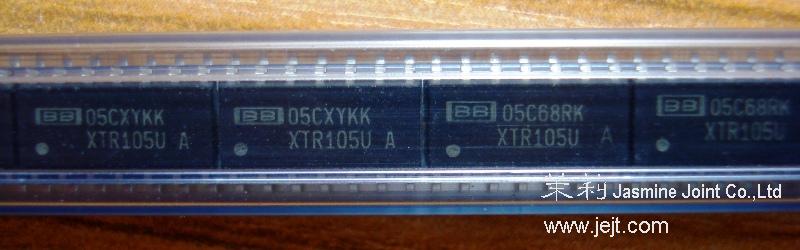 BB 05CXYKK
XTR105U A
BB 05CXYKK
XTR105U A
BB 05C68RK
XTR105U A
BB 05C68RK
XTR105U
茉莉 Jasmine Joint Co.,Ltd
www.jejt.com